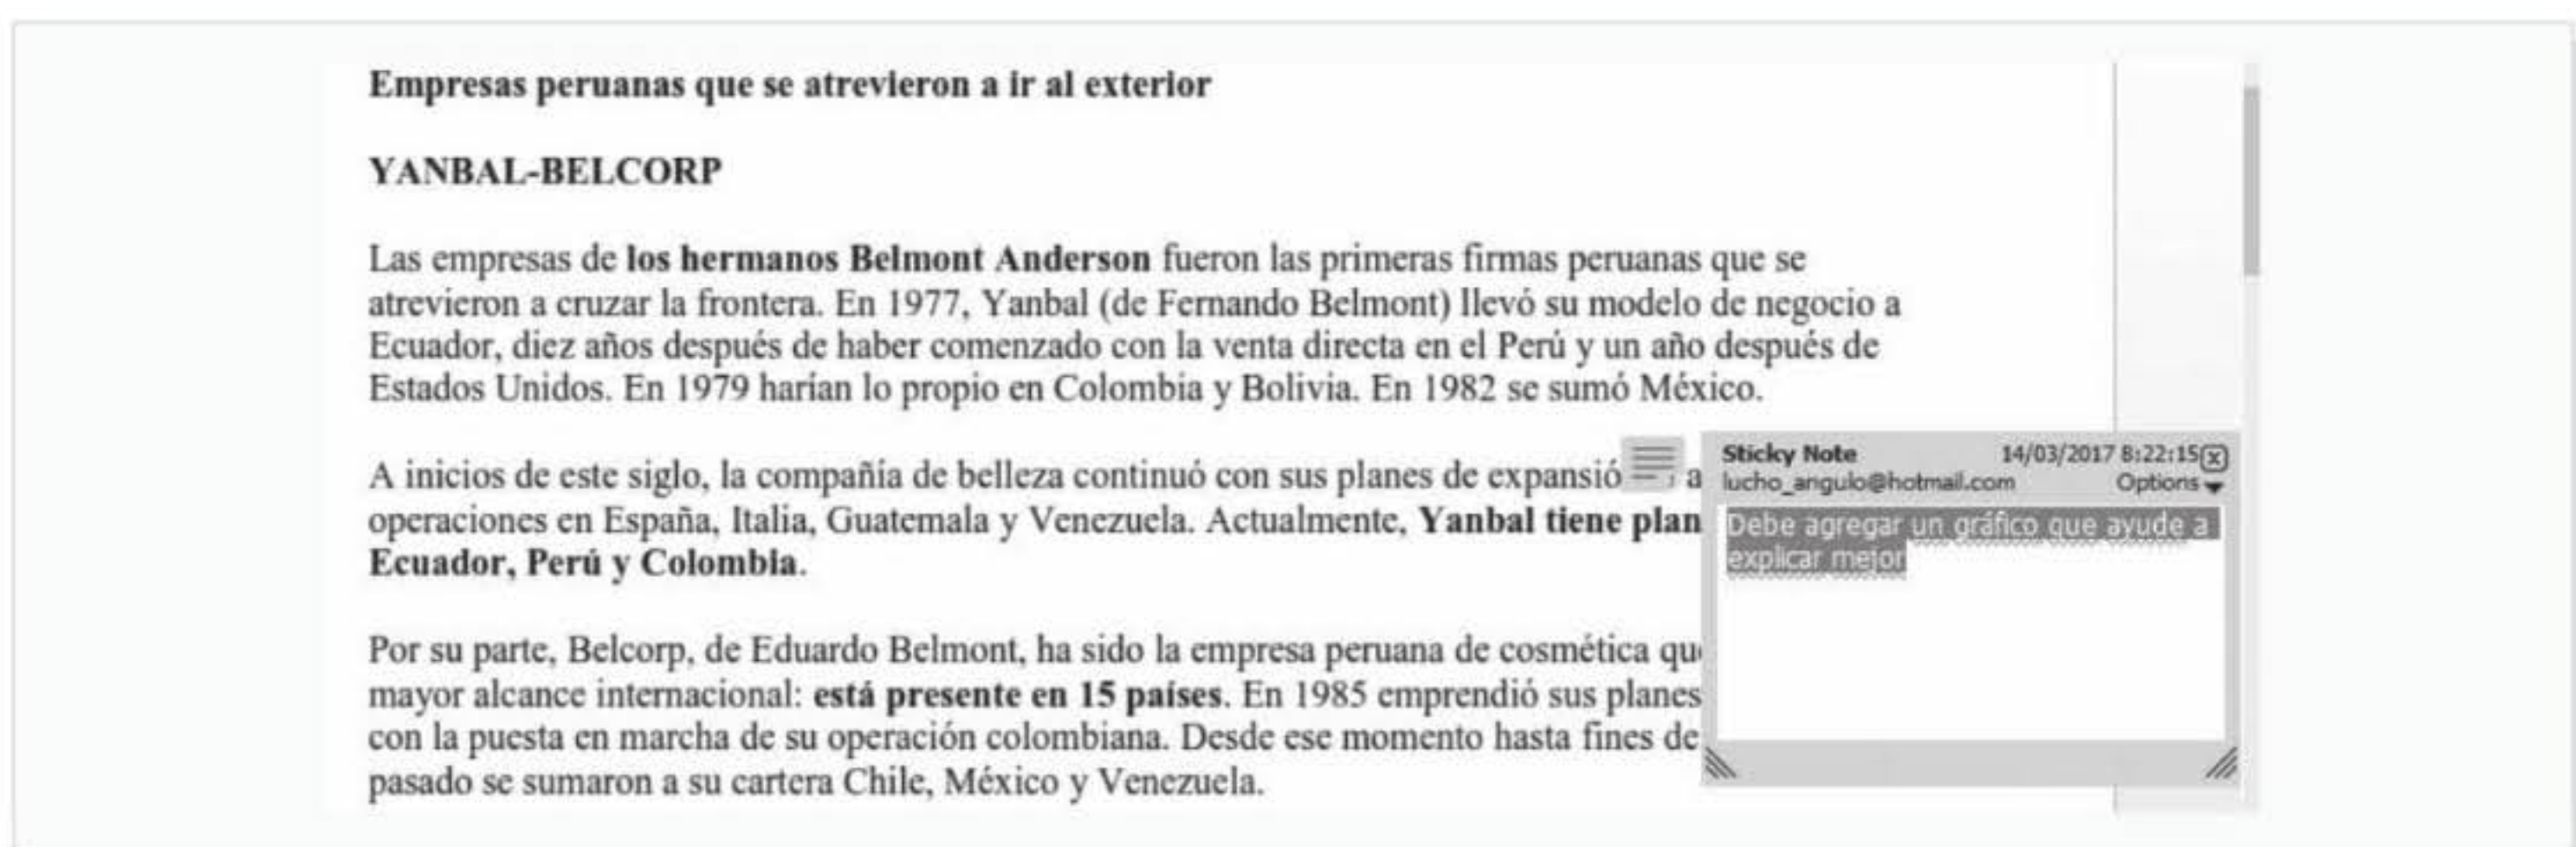 Empresas peruanas que se atrevieron a ir al exterior
YANBAL-BELCORP
Las empresas de los hermanos Belmont Anderson fueron las primeras firmas peruanas que se
atrevieron a cruzar la frontera. En 1977, Yanbal (de Fernando Belmont) llevó su modelo de negocio a
Ecuador, diez años después de haber comenzado con la venta directa en el Perú y un año después de
Estados Unidos. En 1979 harían lo propio en Colombia y Bolivia. En 1982 se sumó México.
A inicios de este siglo, la compañía de belleza continuó con sus planes de expansió , a
operaciones en España, Italia, Guatemala y Venezuela. Actualmente, Yanbal tiene plan
Ecuador, Perú y Colombia.
Por su parte, Belcorp, de Eduardo Belmont, ha sido la empresa peruana de cosmética qu
mayor alcance internacional: está presente en 15 países. En 1985 emprendió sus planes
con la puesta en marcha de su operación colombiana. Desde ese momento hasta fines de
pasado se sumaron a su cartera Chile, México y Venezuela.
Sticky Note 14/03/2017 8:22:15
lucho_angulo@hotmail.com Options
Debe agregar un gráfico que ayude a
explicar mejor